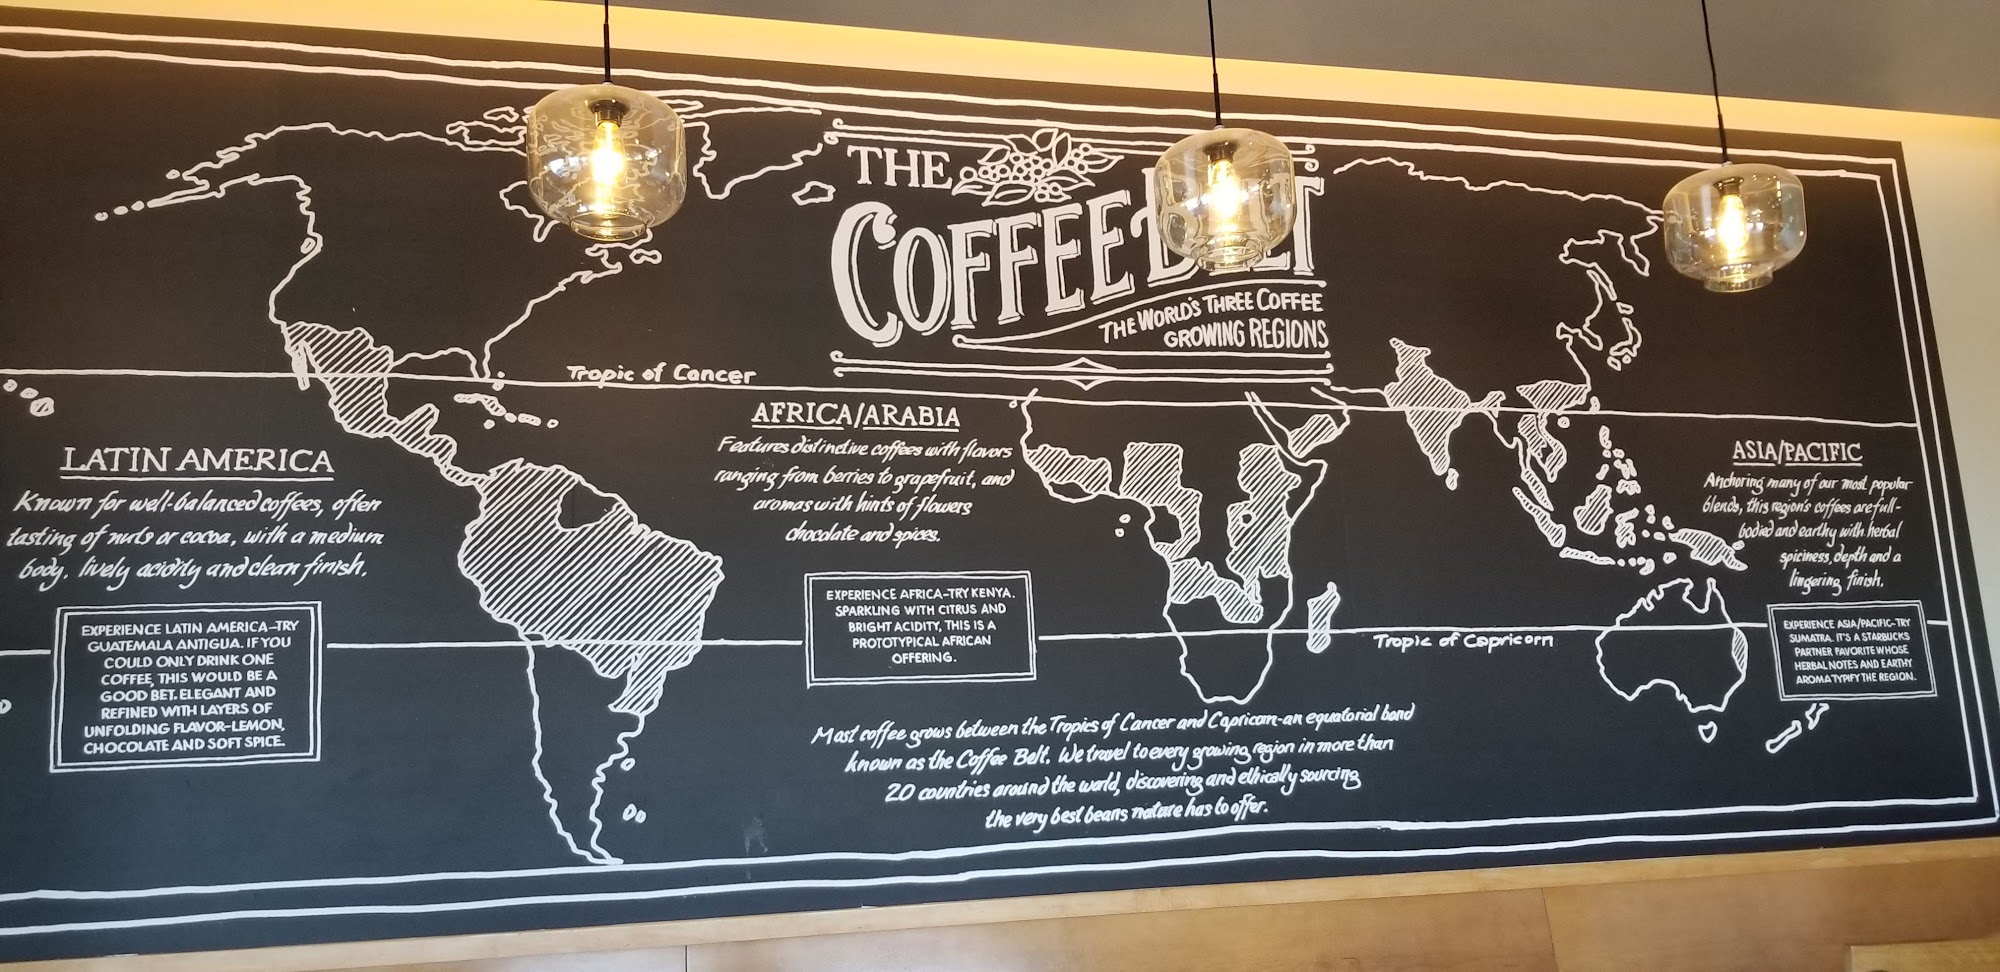 THE
COFFEE BELT
THE WORLD'S THREE COFFEE
GROWING REGIONS
Tropic of Cancer
LATIN AMERICA
Known for well-balanced coffees, often
tasting of nuts or cocoa, with a medium
body, lively acidity and clean finish.
EXPERIENCE LATIN AMERICA-TRY
GUATEMALA ANTIGUA. IF YOU
COULD ONLY DRINK ONE
COFFEE, THIS WOULD BE A
GOOD BET. ELEGANT AND
REFINED WITH LAYERS OF
UNFOLDING FLAVOR-LEMON,
CHOCOLATE AND SOFT SPICE.
AFRICA/ARABIA
Features distinctive coffees with flavors
ranging from berries to grapefruit, and
aromas with hints of flowers
chocolate and spices.
EXPERIENCE AFRICA-TRY KENYA.
SPARKLING WITH CITRUS AND
BRIGHT ACIDITY, THIS IS A
PROTOTYPICAL AFRICAN
OFFERING.
ASIA/PACIFIC
Anchoring many of our most popular
blends, this region's coffees are full-
bodied and earthy with herbal
spiciness, depth and a
lingering finish.
EXPERIENCE ASIA/PACIFIC-TRY
SUMATRA. IT'S A STARBUCKS
PARTNER FAVORITE WHOSE
HERBAL NOTES AND EARTHY
AROMA TYPIFY THE REGION.
Tropic of Capricorn
Most coffee grows between the Tropics of Cancer and Capricorn-an equatorial band
known as the Coffee Belt. We travel to every growing region in more than
20 countries around the world, discovering and ethically sourcing
the very best beans nature has to offer.